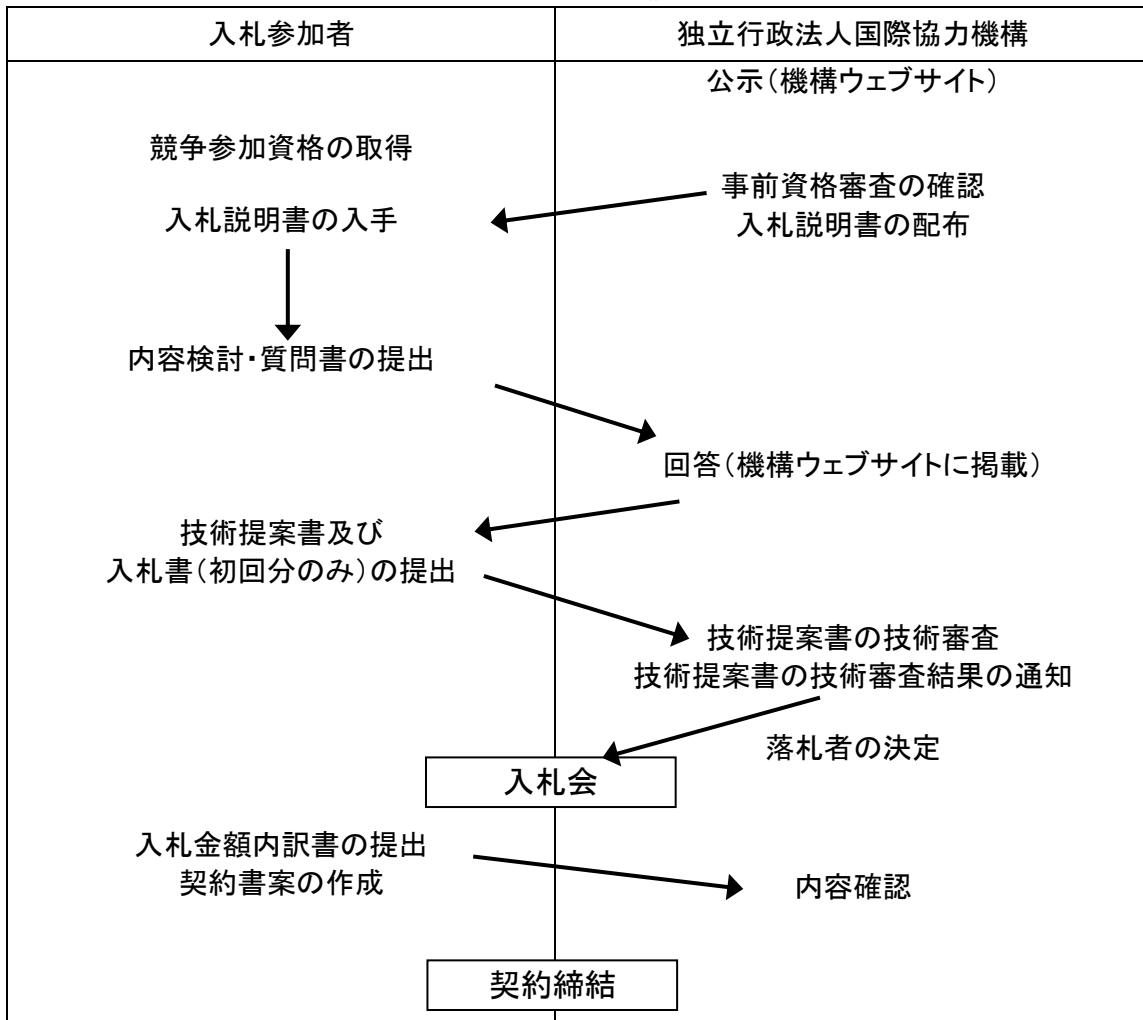 入札参加者
独立行政法人国際協力機構
公示（機構ウェブサイト）
競争参加資格の取得
事前資格審査の確認
入札説明書の配布
入札説明書の入手
内容検討・質問書の提出
回答（機構ウェブサイトに掲載）
技術提案書及び
入札書（初回分のみ）の提出
技術提案書の技術審査
技術提案書の技術審査結果の通知
落札者の決定
入札会
入札金額内訳書の提出
契約書案の作成
内容確認
契約締結